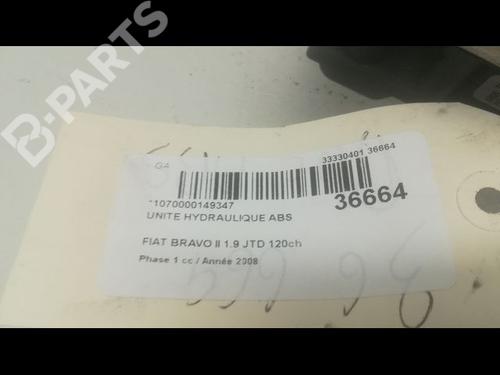 B-PARTS
GA
33330401 36664
*1070000149347
36664
UNITE HYDRAULIQUE ABS
FIAT BRAVO II 1.9 JTD 120ch
Phase 1 cc / Année 2008